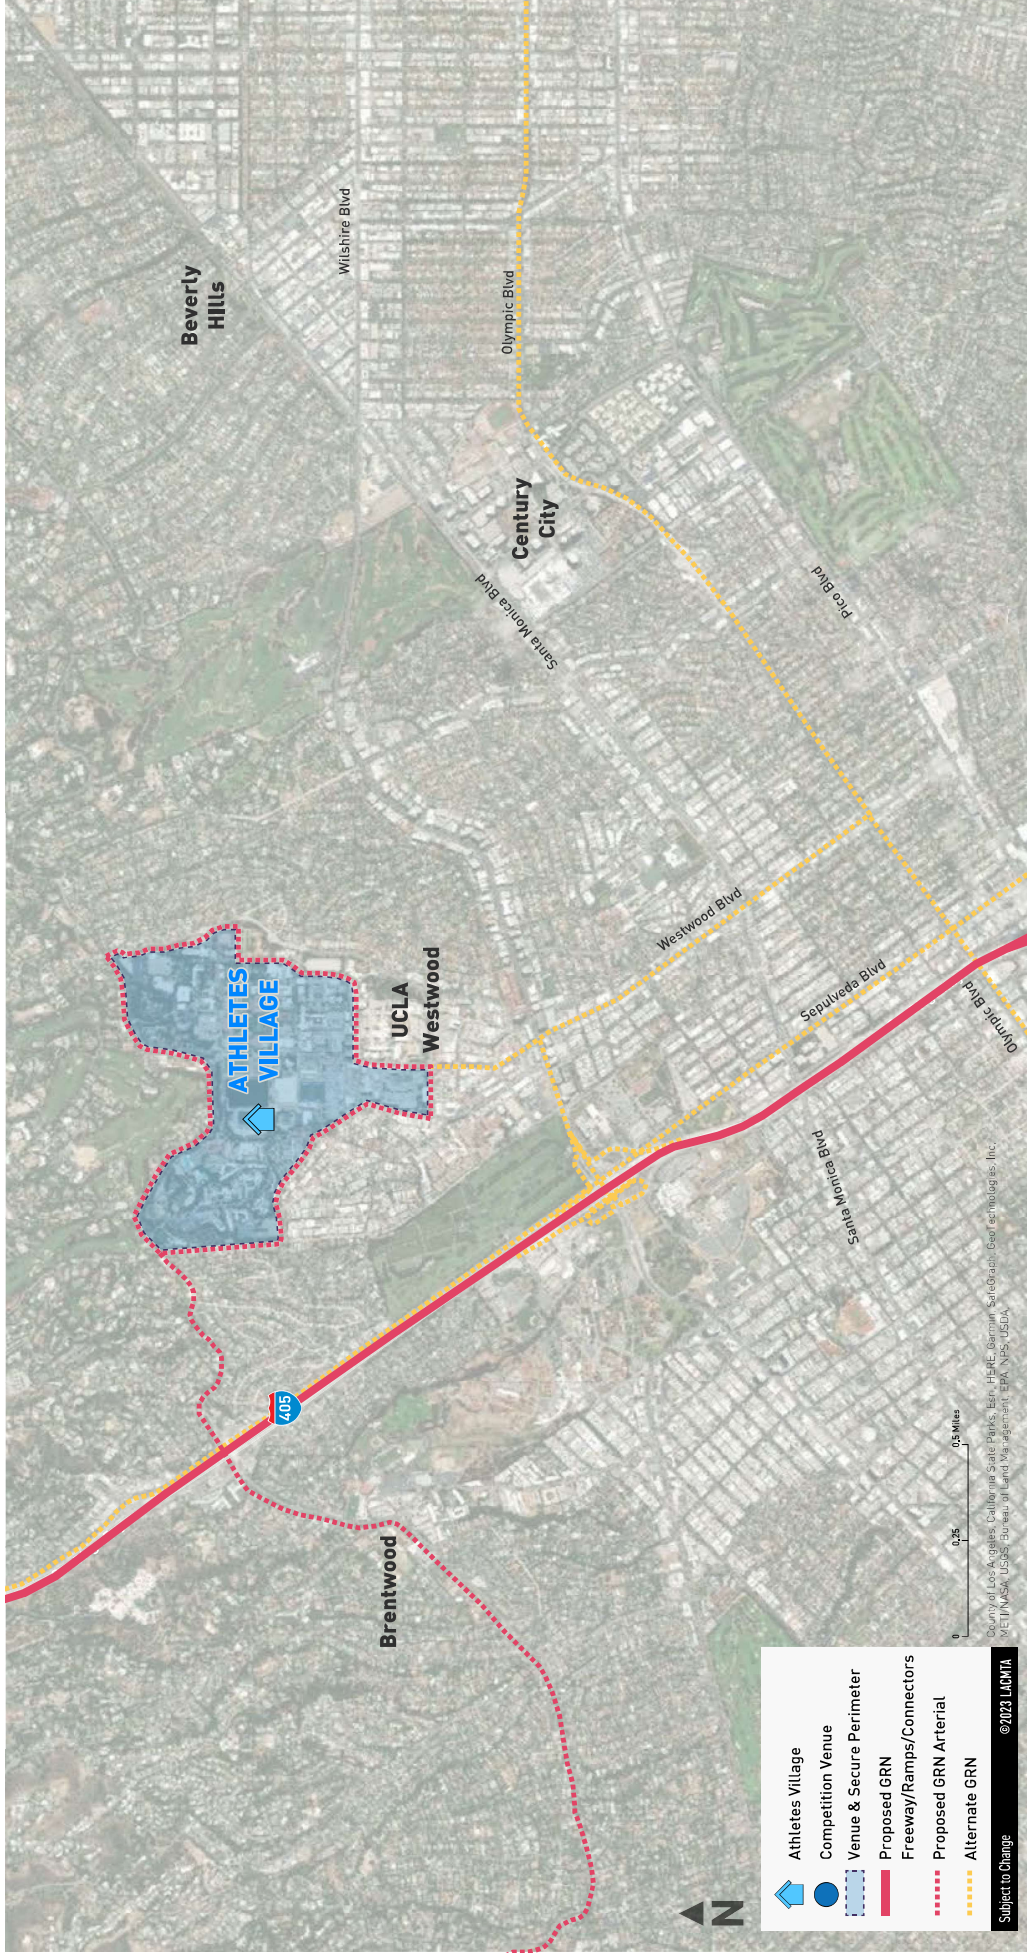 Beverly
HIlls
Wilshire Blvd
Olympic Blvd
Century
City
Santa Monica Blvd
Pico Blvd
ATHLETES
VILLAGE
UCLA
Westwood
Westwood Blvd
Sepulveda Blvd
Olympic Blvd
Santa Monica Blvd
405
Brentwood
0
0.25
0.5 Miles
County of Los Angeles, California State Parks, Esri, HERE, Garmin, SafeGraph, GeoTechnologies, Inc,
METI/NASA, USGS, Bureau of Land Management, EPA, NPS, USDA
N
Athletes Village
Competition Venue
Venue & Secure Perimeter
Proposed GRN
Freeway/Ramps/Connectors
Proposed GRN Arterial
Alternate GRN
Subject to Change ©2023 LACMTA